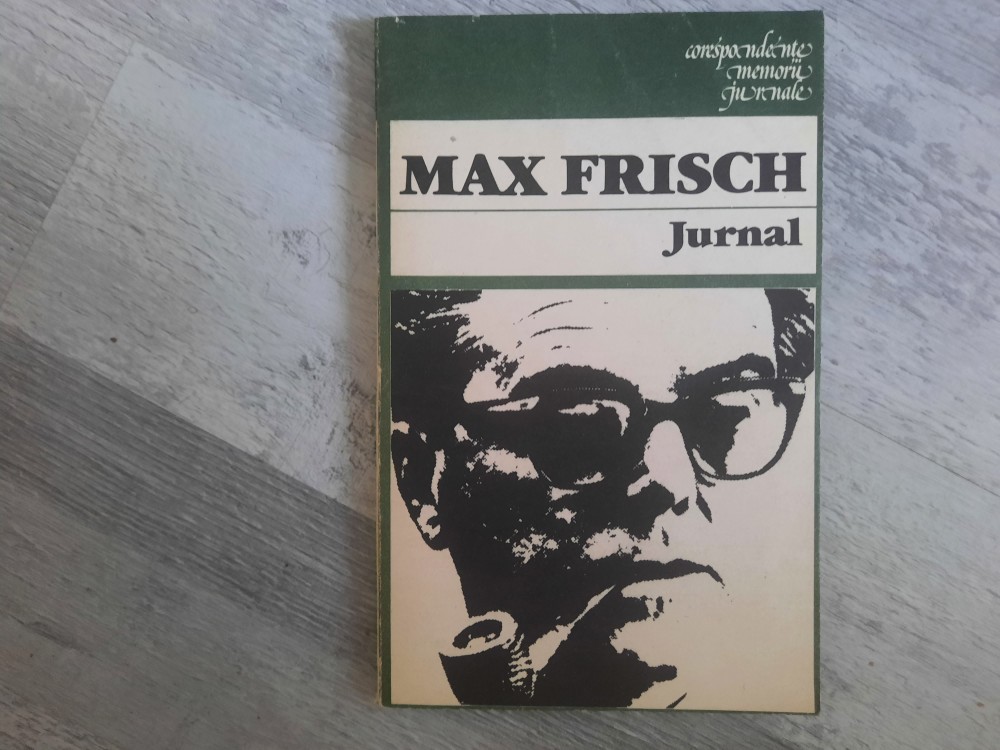 corespondențe
memorii
jurnale
MAX FRISCH
Jurnal